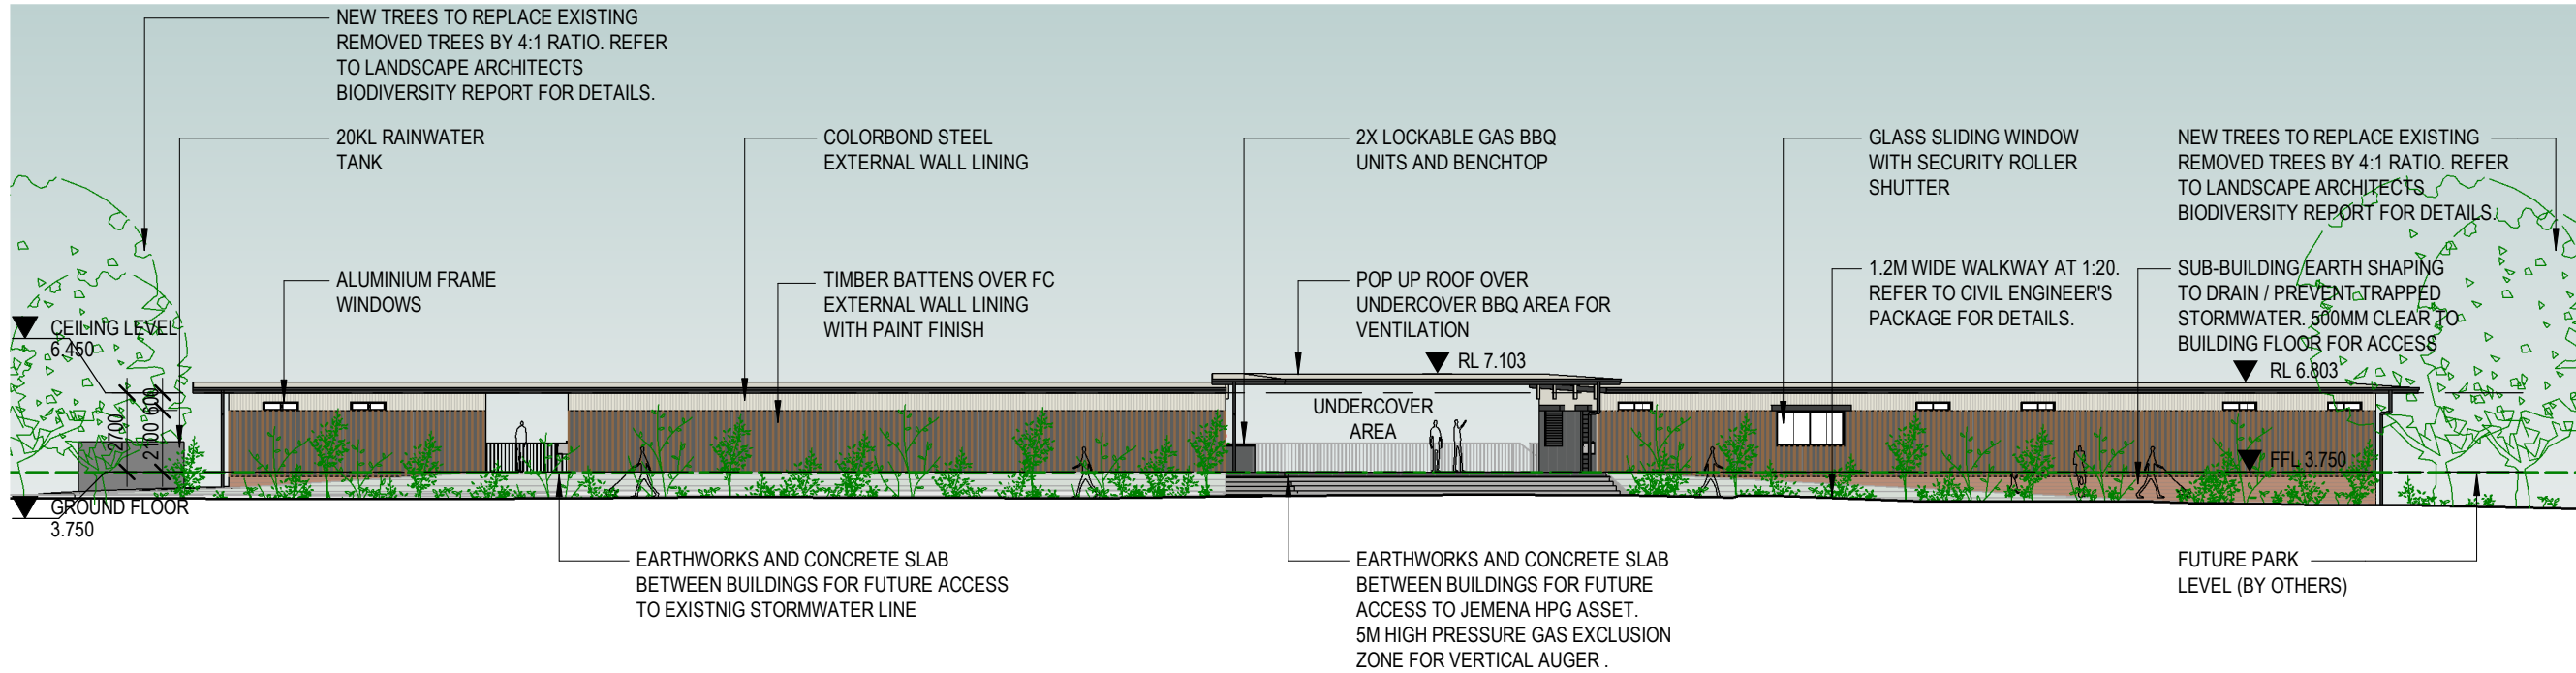 NEW TREES TO REPLACE EXISTING
REMOVED TREES BY 4:1 RATIO. REFER
TO LANDSCAPE ARCHITECTS
BIODIVERSITY REPORT FOR DETAILS.
20KL RAINWATER
TANK
COLORBOND STEEL
EXTERNAL WALL LINING
2X LOCKABLE GAS BBQ
UNITS AND BENCHTOP
GLASS SLIDING WINDOW
WITH SECURITY ROLLER
SHUTTER
NEW TREES TO REPLACE EXISTING
REMOVED TREES BY 4:1 RATIO. REFER
TO LANDSCAPE ARCHITECTS
BIODIVERSITY REPORT FOR DETAILS.
ALUMINIUM FRAME
WINDOWS
TIMBER BATTENS OVER FC
EXTERNAL WALL LINING
WITH PAINT FINISH
POP UP ROOF OVER
UNDERCOVER BBQ AREA FOR
VENTILATION
1.2M WIDE WALKWAY AT 1:20.
REFER TO CIVIL ENGINEER'S
PACKAGE FOR DETAILS.
SUB-BUILDING EARTH SHAPING
TO DRAIN / PREVENT TRAPPED
STORMWATER. 500MM CLEAR TO
BUILDING FLOOR FOR ACCESS
CEILING LEVEL
6.450
RL 7.103
RL 6.803
2700
2100
600
UNDERCOVER
AREA
FFL 3.750
GROUND FLOOR
3.750
EARTHWORKS AND CONCRETE SLAB
BETWEEN BUILDINGS FOR FUTURE ACCESS
TO EXISTNIG STORMWATER LINE
EARTHWORKS AND CONCRETE SLAB
BETWEEN BUILDINGS FOR FUTURE
ACCESS TO JEMENA HPG ASSET.
5M HIGH PRESSURE GAS EXCLUSION
ZONE FOR VERTICAL AUGER .
FUTURE PARK
LEVEL (BY OTHERS)